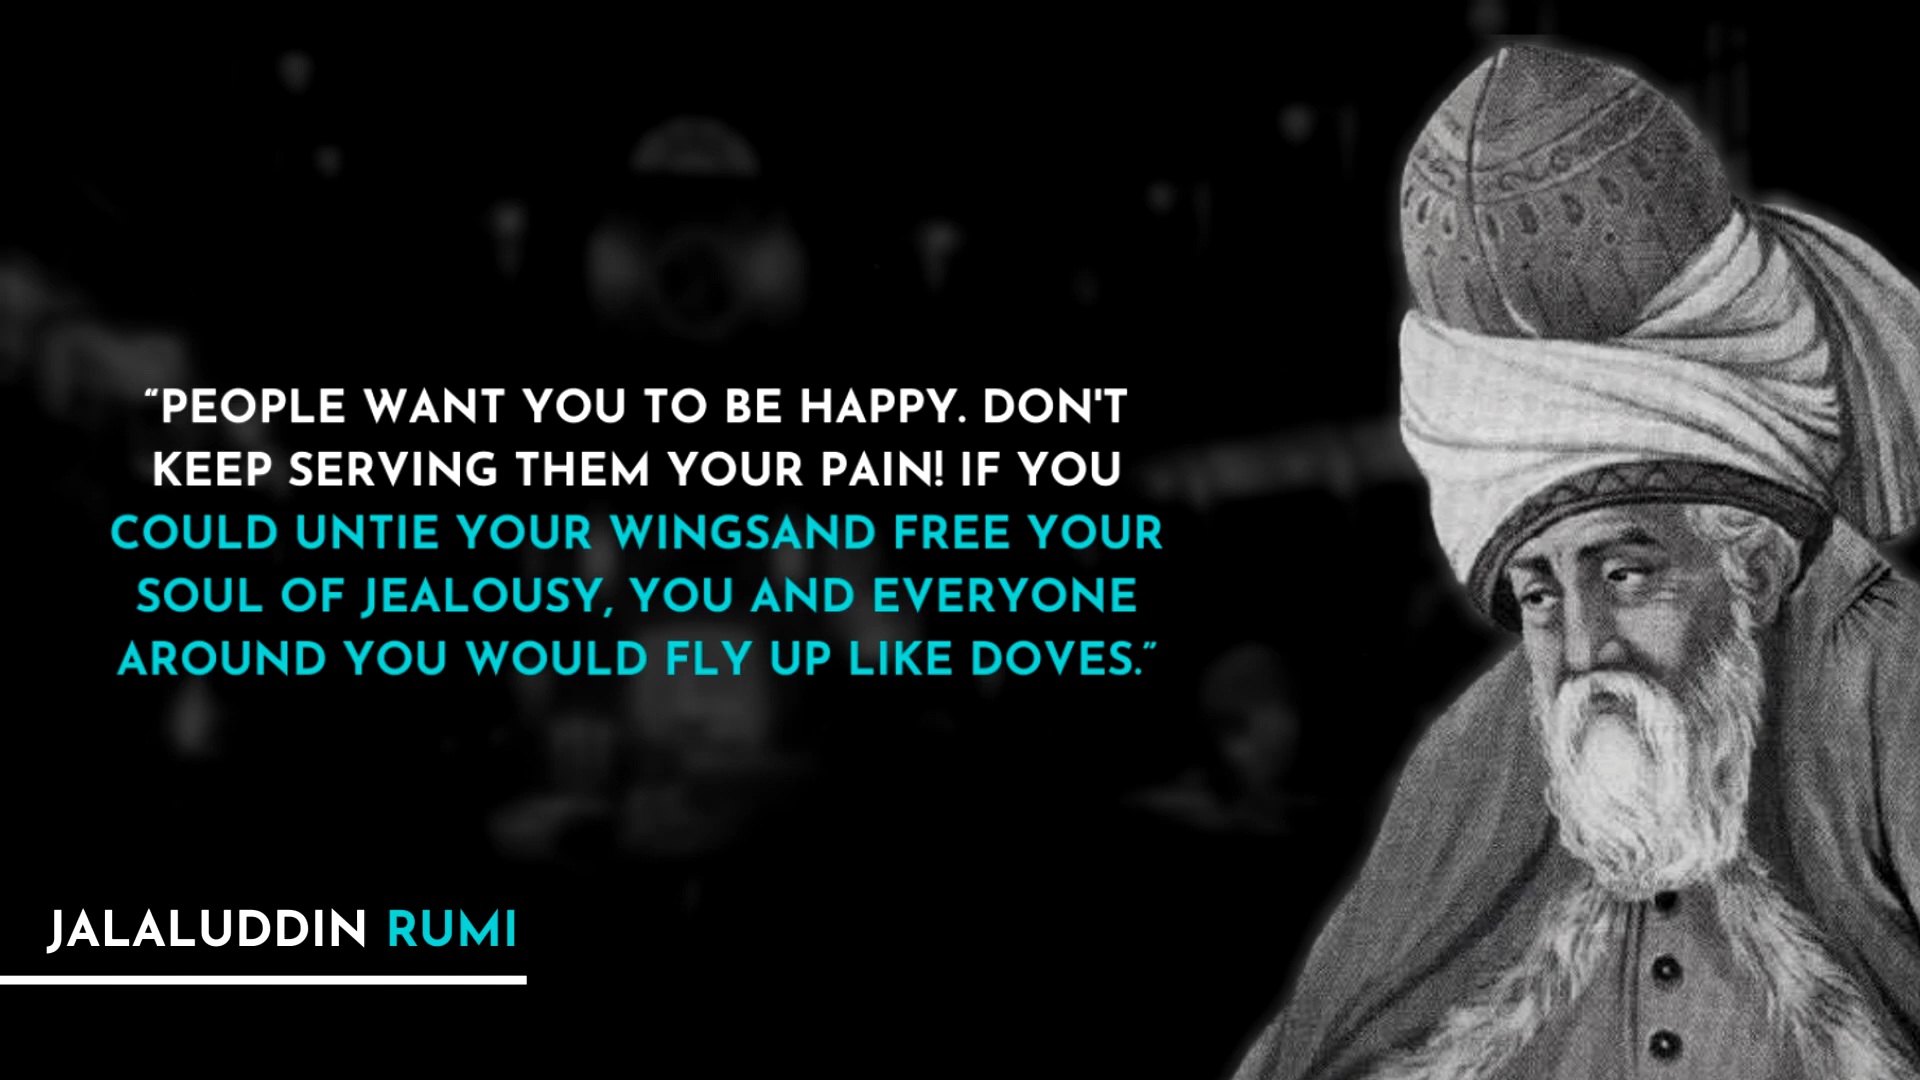 “PEOPLE WANT YOU TO BE HAPPY. DON'T
KEEP SERVING THEM YOUR PAIN! IF YOU
COULD UNTIE YOUR WINGSAND FREE YOUR
SOUL OF JEALOUSY, YOU AND EVERYONE
AROUND YOU WOULD FLY UP LIKE DOVES.”
JALALUDDIN RUMI